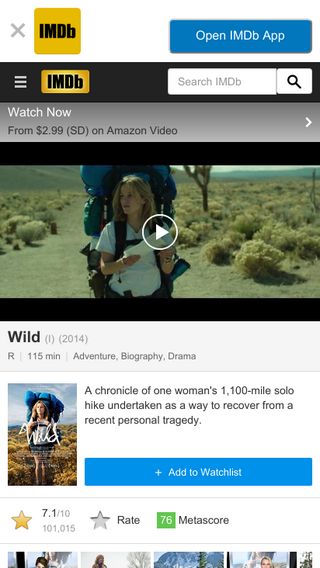 IMDb
Open IMDb App
IMDb
Search IMDb
Watch Now
From $2.99 (SD) on Amazon Video
Wild (I) (2014)
R | 115 min | Adventure, Biography, Drama
Wild
A chronicle of one woman's 1,100-mile solo
hike undertaken as a way to recover from a
recent personal tragedy.
+ Add to Watchlist
7.1/10
101,015
Rate
76 Metascore